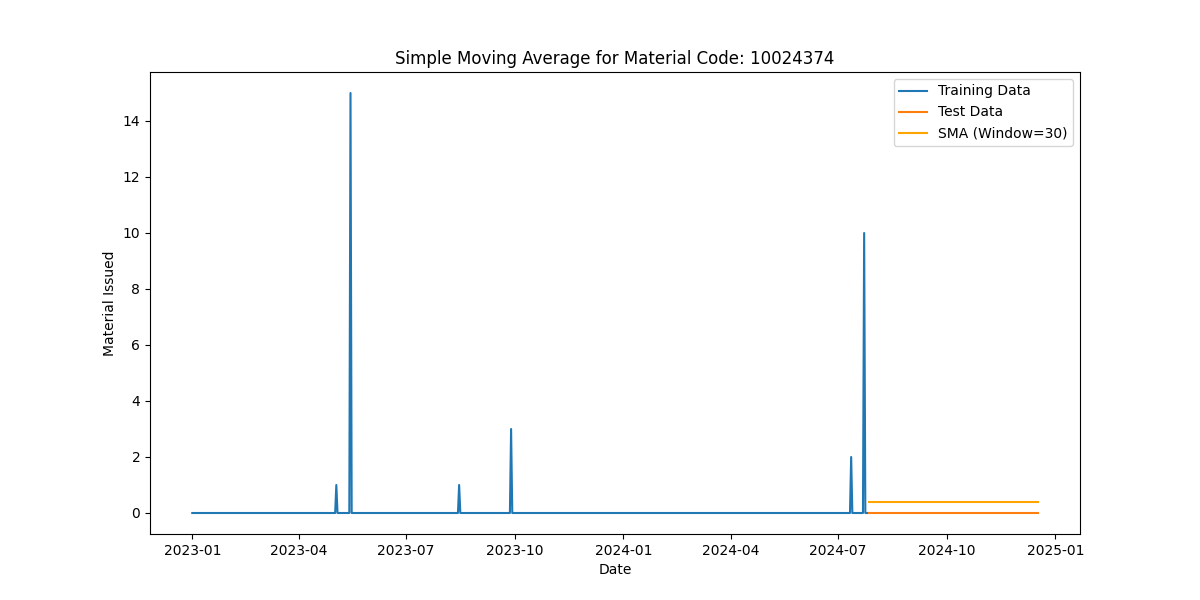 Simple Moving Average for Material Code: 10024374
Training Data
Test Data
SMA (Window=30)
Material Issued
14
12
10
8
6
4
2
0
2023-01
2023-04
2023-07
2023-10
2024-01
2024-04
2024-07
2024-10
2025-01
Date